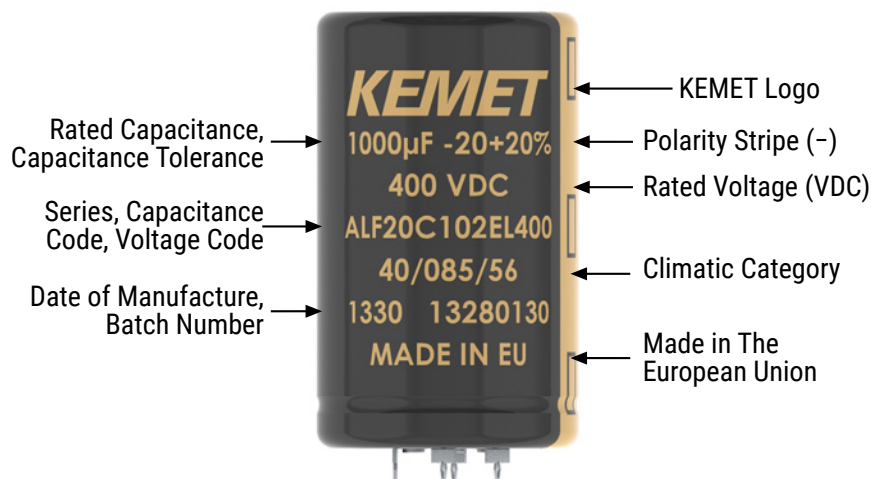 KEMET
1000µF -20+20%
400 VDC
ALF20C102EL400
40/085/56
1330 13280130
MADE IN EU
Rated Capacitance,
Capacitance Tolerance
Series, Capacitance
Code, Voltage Code
Date of Manufacture,
Batch Number
KEMET Logo
Polarity Stripe (−)
Rated Voltage (VDC)
Climatic Category
Made in The
European Union